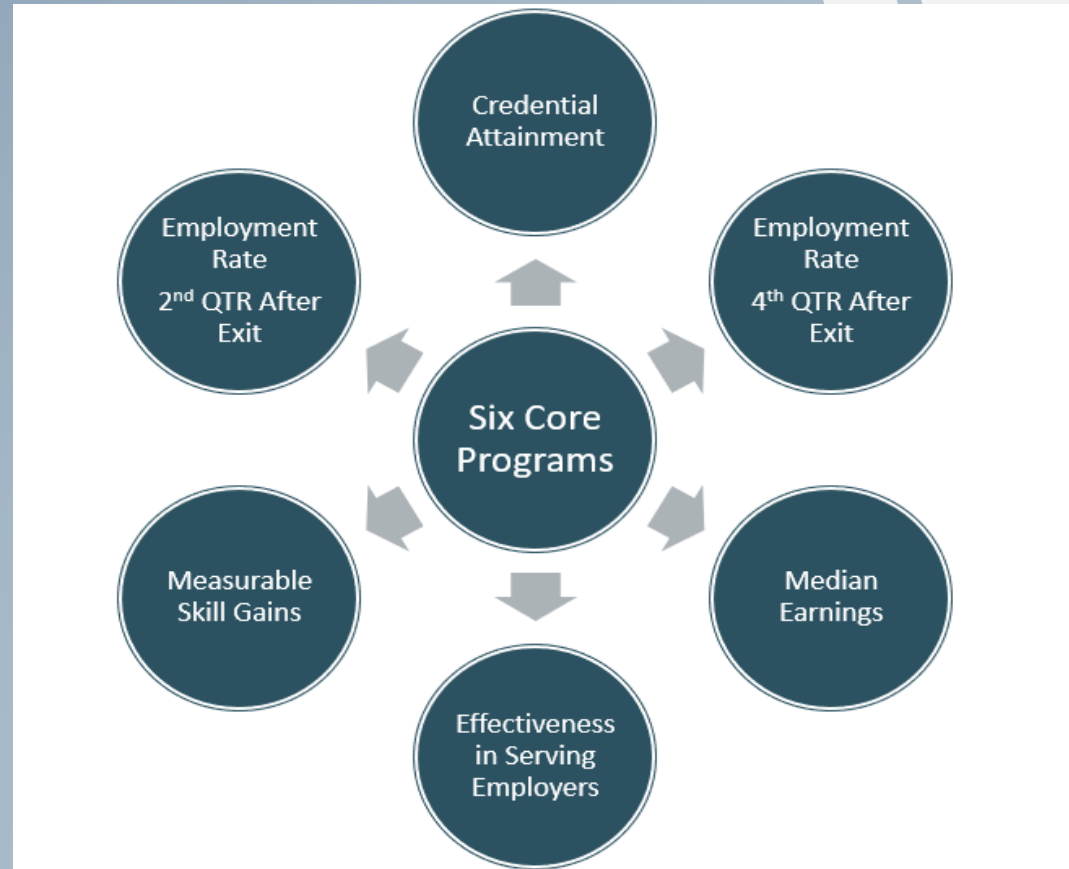 Credential
Attainment
Employment
Rate
2nd QTR After
Exit
Employment
Rate
4th QTR After
Exit
Six Core
Programs
Measurable
Skill Gains
Median
Earnings
Effectiveness
in Serving
Employers